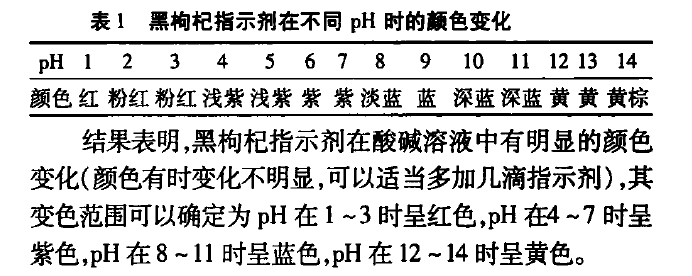 表1 黑枸杞指示剂在不同 pH 时的颜色变化
pH 1 2 3 4 5 6 7 8 9 10 11 12 13 14
颜色 红 粉红 粉红 浅紫 浅紫 紫 紫 淡蓝 蓝 深蓝 深蓝 黄 黄 黄棕
结果表明,黑枸杞指示剂在酸碱溶液中有明显的颜色
变化(颜色有时变化不明显,可以适当多加几滴指示剂),其
变色范围可以确定为 pH 在 1~3 时呈红色,pH 在4~7 时呈
紫色,pH 在 8~11 时呈蓝色,pH 在 12~14 时呈黄色。